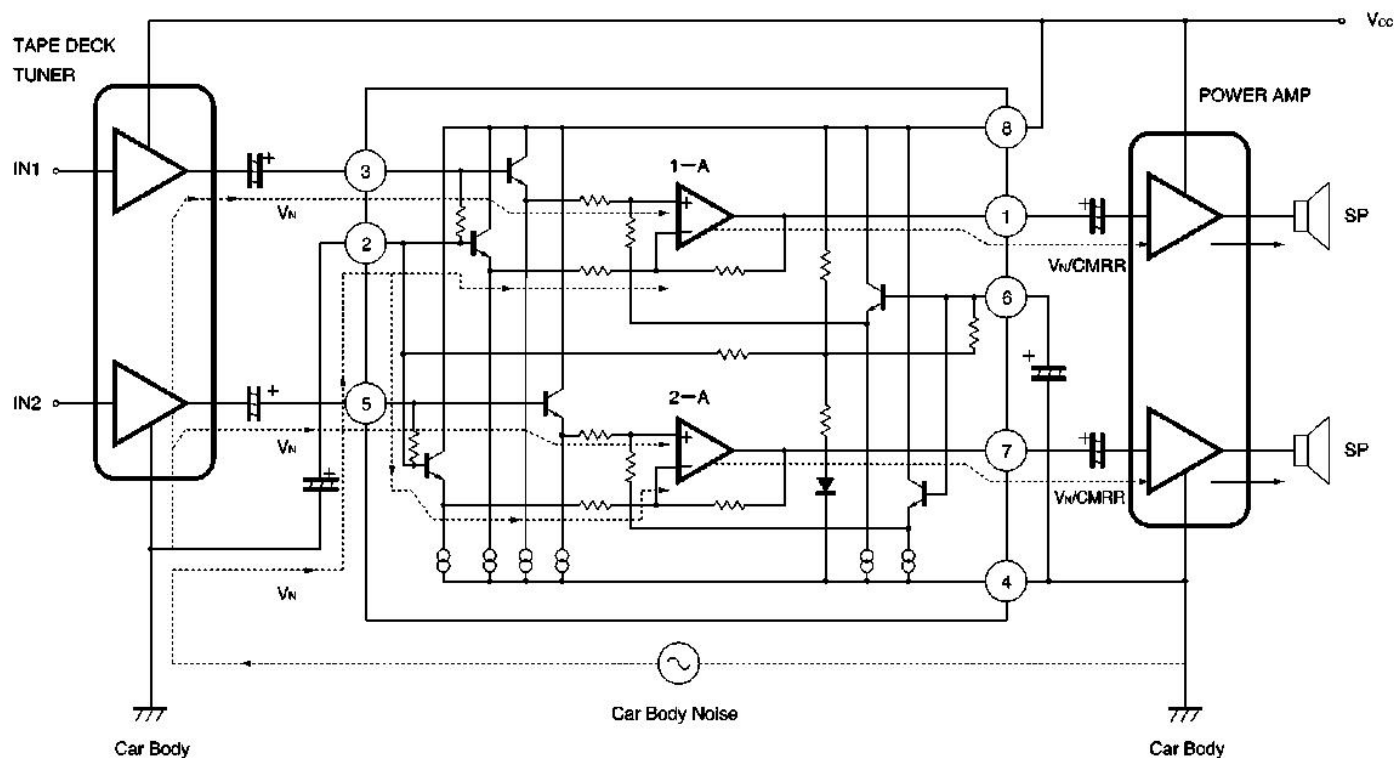 Vcc
TAPE DECK
TUNER
POWER AMP
8
IN1
3
1-A
+
−
1
+
+
SP
VN
2
VN/CMRR
6
+
IN2
+
5
2-A
+
−
7
+
SP
VN
+
VN/CMRR
VN
4
Car Body Noise
Car Body
Car Body